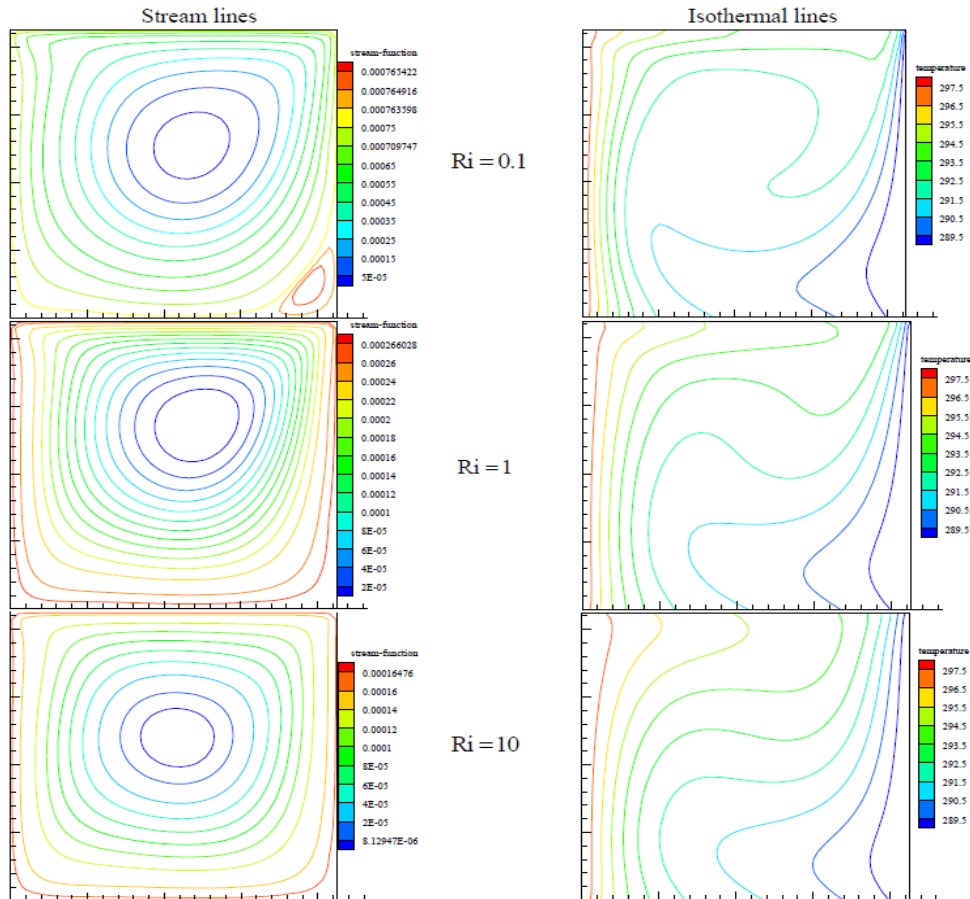 Stream lines
Isothermal lines
stream-function
0.000765422
0.000764916
0.000763598
0.00075
0.000709747
0.00065
0.00055
0.00045
0.00035
0.00025
0.00015
5E-05
Ri = 0.1
temperature
297.5
296.5
295.5
294.5
293.5
292.5
291.5
290.5
289.5
stream-function
0.000266028
0.00026
0.00024
0.00022
0.0002
0.00018
0.00016
0.00014
0.00012
0.0001
8E-05
6E-05
4E-05
2E-05
Ri = 1
temperature
297.5
296.5
295.5
294.5
293.5
292.5
291.5
290.5
289.5
stream-function
0.00016476
0.00016
0.00014
0.00012
0.0001
8E-05
6E-05
4E-05
2E-05
8.12947E-06
Ri = 10
temperature
297.5
296.5
295.5
294.5
293.5
292.5
291.5
290.5
289.5